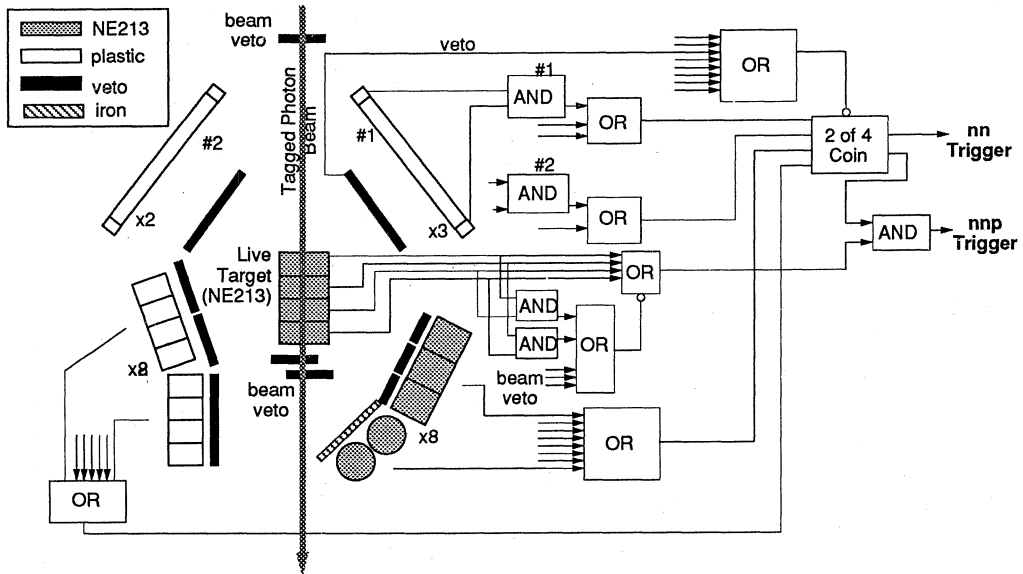 NE213
plastic
veto
iron
beam
veto
Tagged Photon
Beam
veto
OR
#1
AND
OR
#2
#1
2 of 4
Coin
nn
Trigger
#2
AND
OR
x2
x3
nnp
Trigger
AND
Live
Target
(NE213)
OR
AND
AND
OR
beam
veto
beam
veto
x8
OR
OR